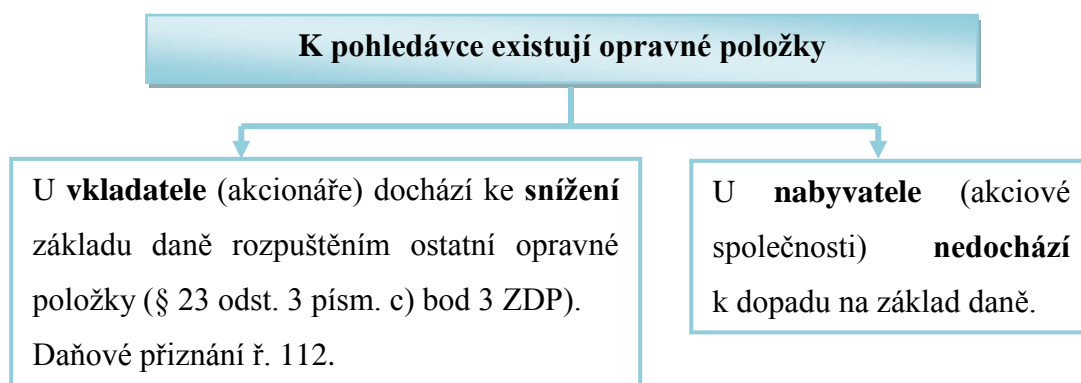 K pohledávce existují opravné položky
U vkladatele (akcionáře) dochází ke snížení
základu daně rozpuštěním ostatní opravné
položky (§ 23 odst. 3 písm. c) bod 3 ZDP).
Daňové přiznání ř. 112.
U nabyvatele (akciové
společnosti) nedochází
k dopadu na základ daně.